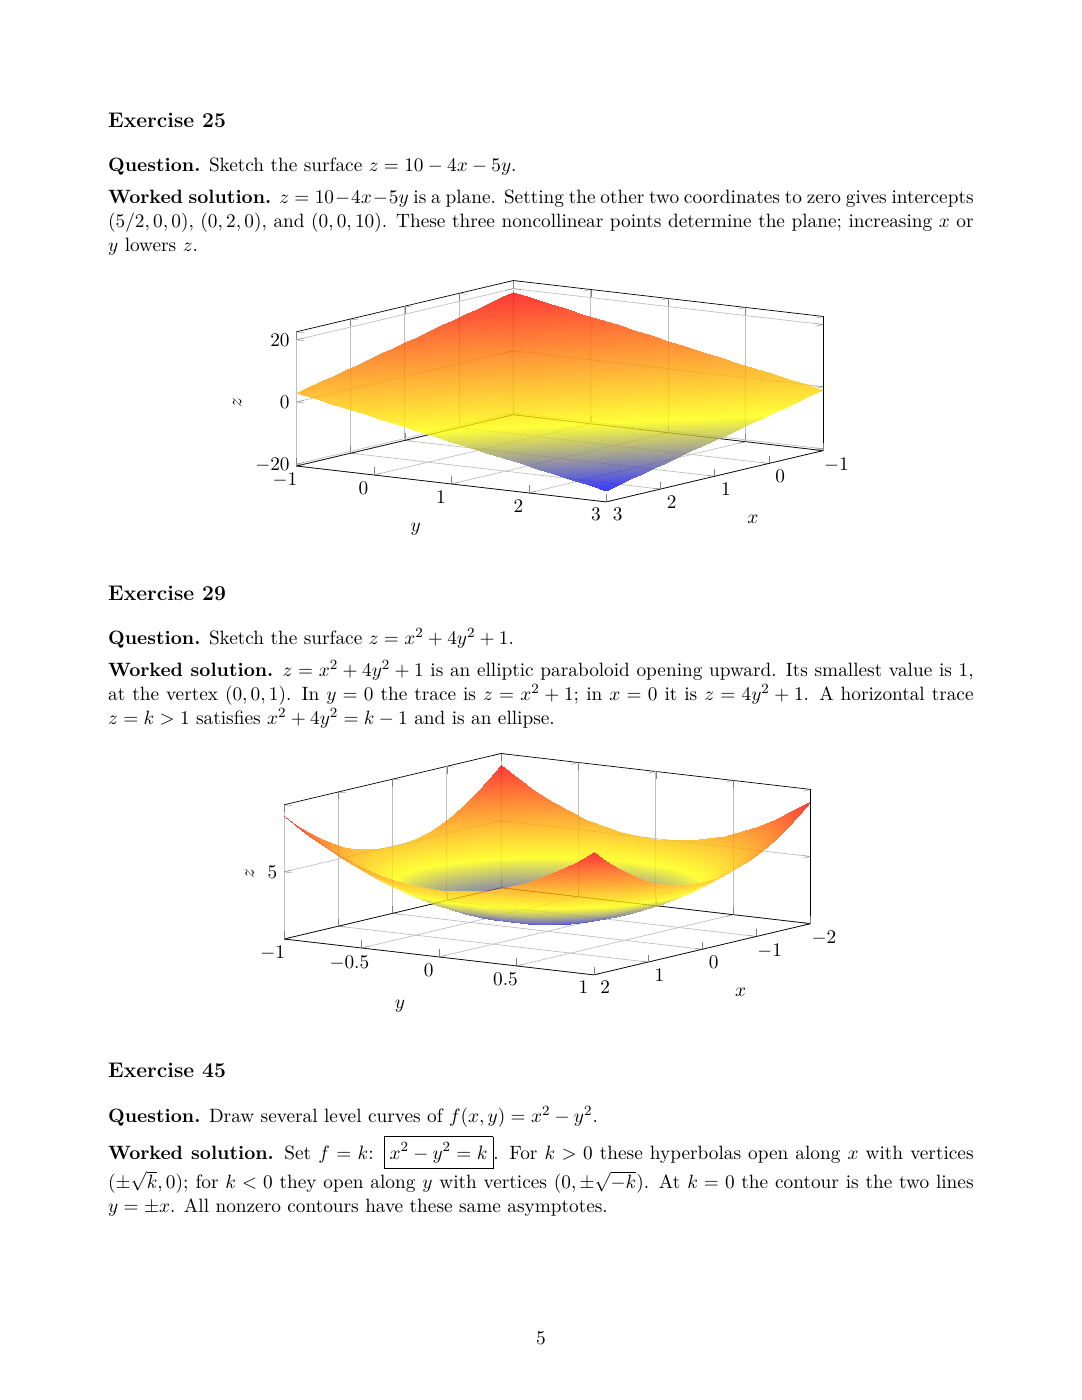 Exercise 25
Question. Sketch the surface z = 10 − 4x − 5y.
Worked solution. z = 10−4x−5y is a plane. Setting the other two coordinates to zero gives intercepts
(5/2, 0, 0), (0, 2, 0), and (0, 0, 10). These three noncollinear points determine the plane; increasing x or
y lowers z.
20
z
0
−20
−1
0
1
2
3
3
2
1
0
−1
y
x
Exercise 29
Question. Sketch the surface z = x² + 4y² + 1.
Worked solution. z = x² + 4y² + 1 is an elliptic paraboloid opening upward. Its smallest value is 1,
at the vertex (0, 0, 1). In y = 0 the trace is z = x² + 1; in x = 0 it is z = 4y² + 1. A horizontal trace
z = k > 1 satisfies x² + 4y² = k − 1 and is an ellipse.
z
5
−1
−0.5
0
0.5
1
2
1
0
−1
−2
y
x
Exercise 45
Question. Draw several level curves of f(x, y) = x² − y².
Worked solution. Set f = k: x² − y² = k. For k > 0 these hyperbolas open along x with vertices
(±√k, 0); for k < 0 they open along y with vertices (0, ±√−k). At k = 0 the contour is the two lines
y = ±x. All nonzero contours have these same asymptotes.
5